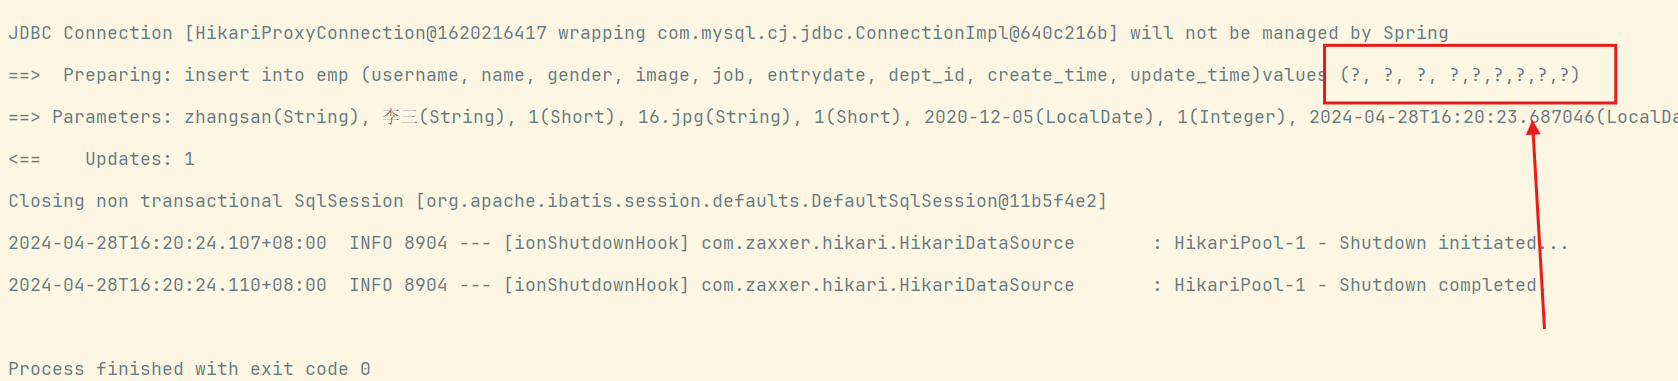 JDBC Connection [HikariProxyConnection@1620216417 wrapping com.mysql.cj.jdbc.ConnectionImpl@640c216b] will not be managed by Spring
==>  Preparing: insert into emp (username, name, gender, image, job, entrydate, dept_id, create_time, update_time)values (?, ?, ?, ?,?,?,?,?,?)
==> Parameters: zhangsan(String), 李三(String), 1(Short), 16.jpg(String), 1(Short), 2020-12-05(LocalDate), 1(Integer), 2024-04-28T16:20:23.687046(LocalDa
<==    Updates: 1
Closing non transactional SqlSession [org.apache.ibatis.session.defaults.DefaultSqlSession@11b5f4e2]
2024-04-28T16:20:24.107+08:00  INFO 8904 --- [ionShutdownHook] com.zaxxer.hikari.HikariDataSource       : HikariPool-1 - Shutdown initiated...
2024-04-28T16:20:24.110+08:00  INFO 8904 --- [ionShutdownHook] com.zaxxer.hikari.HikariDataSource       : HikariPool-1 - Shutdown completed.
Process finished with exit code 0